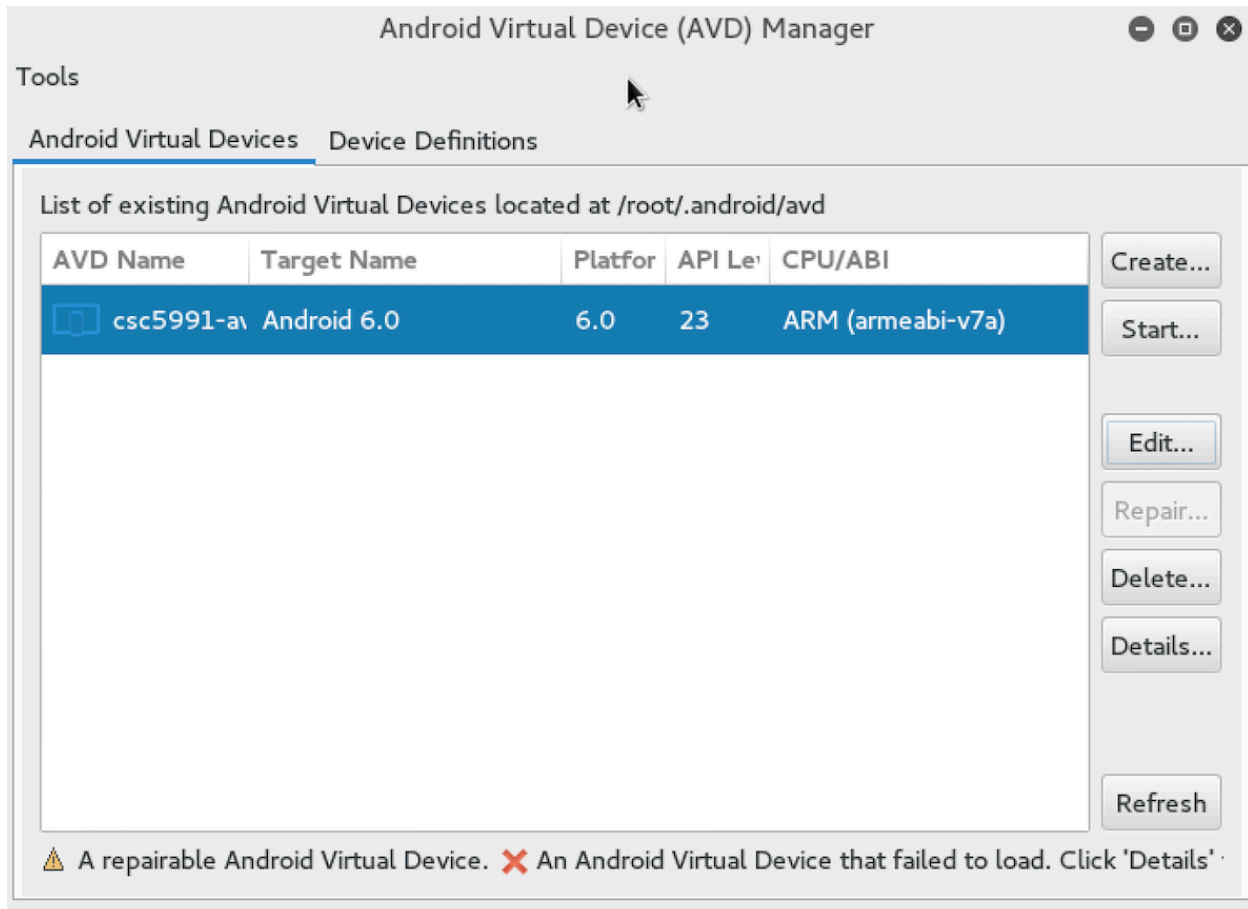 Android Virtual Device (AVD) Manager
Tools
Android Virtual Devices Device Definitions
List of existing Android Virtual Devices located at /root/.android/avd
AVD Name Target Name Platfor API Le CPU/ABI Create...
csc5991-a Android 6.0 6.0 23 ARM (armeabi-v7a) Start...
Edit...
Repair...
Delete...
Details...
Refresh
A repairable Android Virtual Device. An Android Virtual Device that failed to load. Click 'Details'